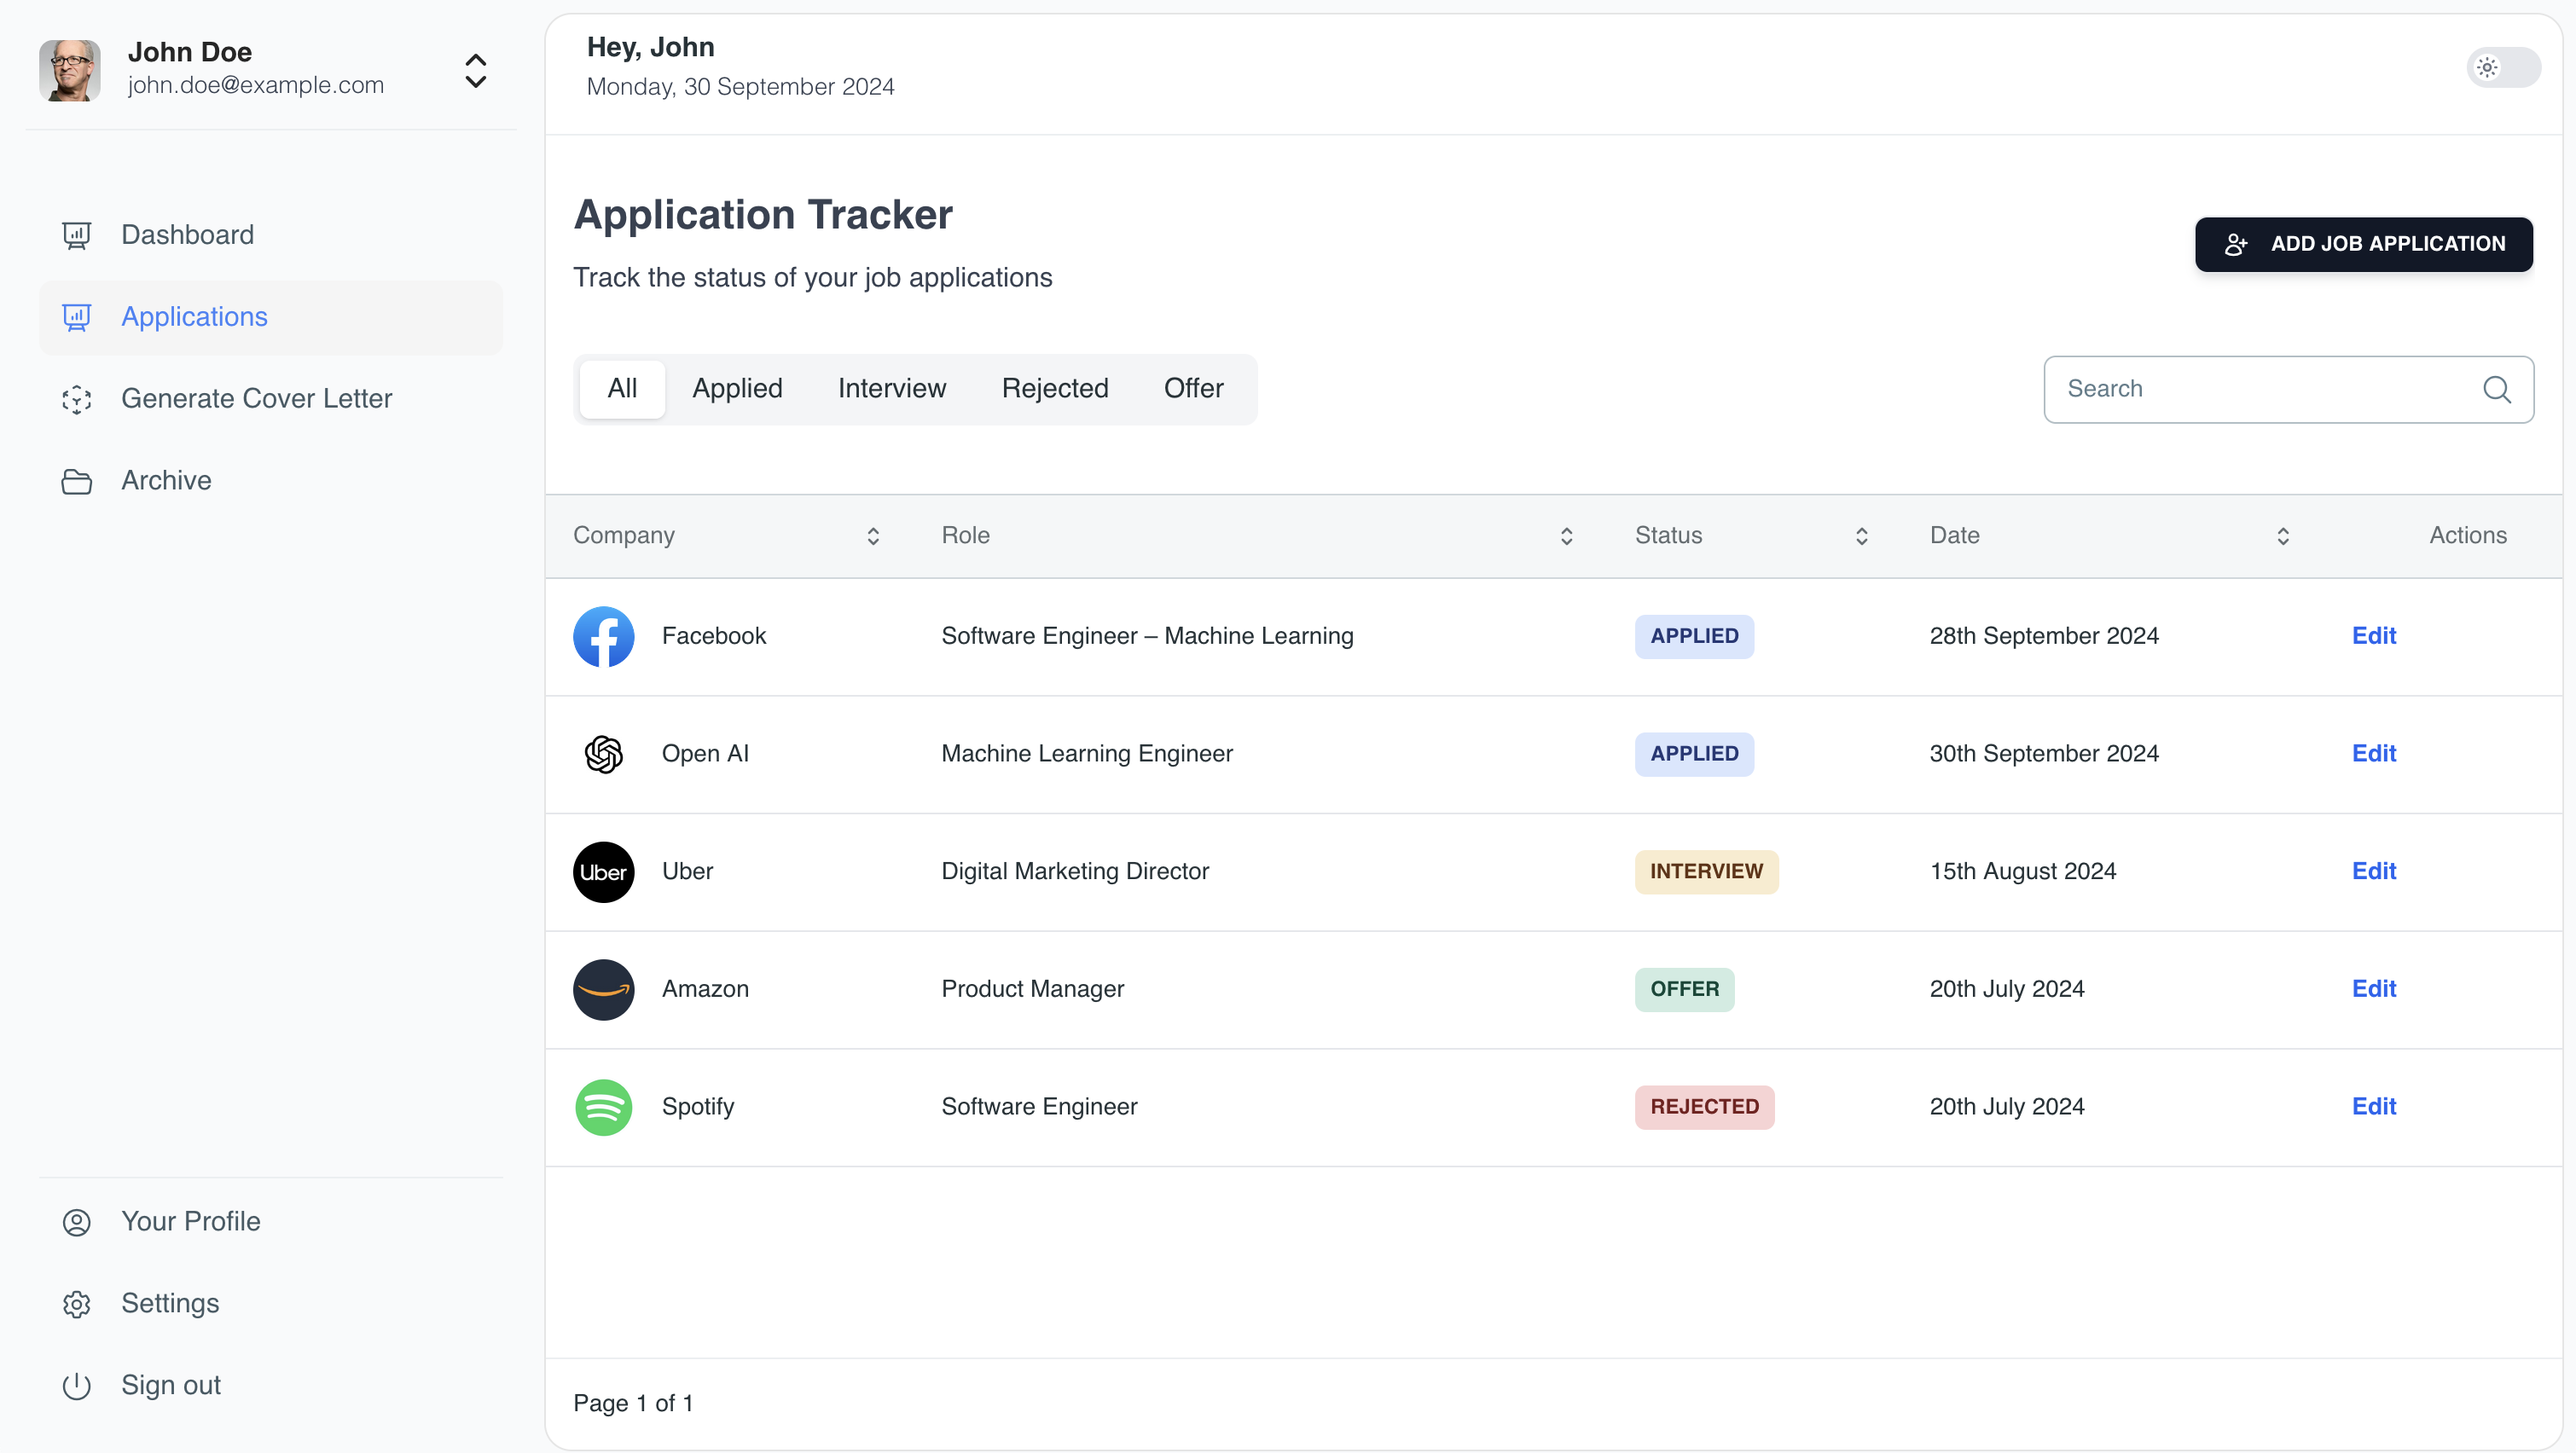 John Doe
john.doe@example.com
Dashboard
Applications
Generate Cover Letter
Archive
Your Profile
Settings
Sign out
Hey, John
Monday, 30 September 2024
Application Tracker
Track the status of your job applications
ADD JOB APPLICATION
All Applied Interview Rejected Offer
Search
Company Role Status Date Actions
Facebook Software Engineer – Machine Learning APPLIED 28th September 2024 Edit
Open AI Machine Learning Engineer APPLIED 30th September 2024 Edit
Uber Uber Digital Marketing Director INTERVIEW 15th August 2024 Edit
Amazon Product Manager OFFER 20th July 2024 Edit
Spotify Software Engineer REJECTED 20th July 2024 Edit
Page 1 of 1